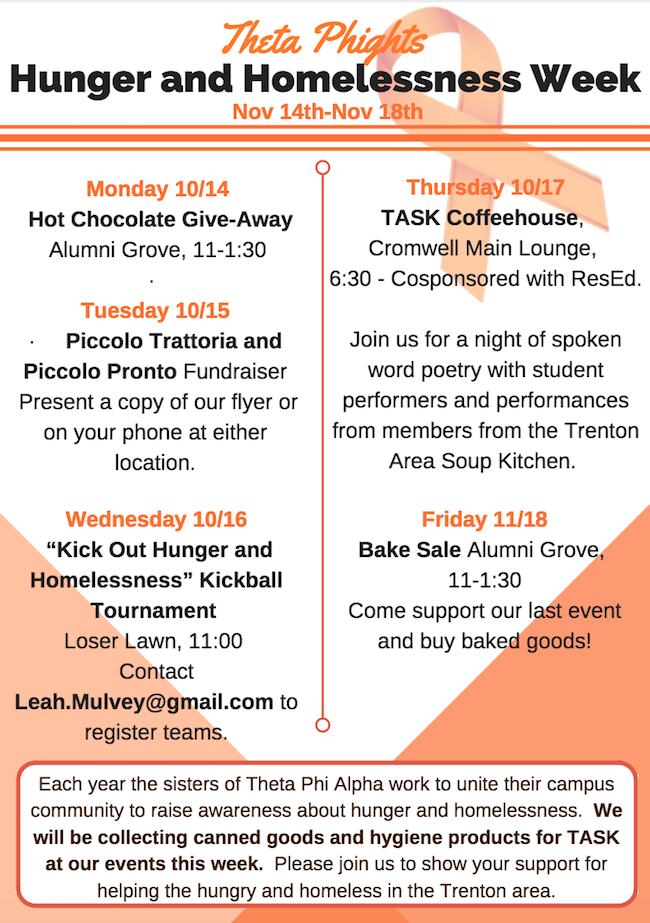 Theta Phights
Hunger and Homelessness Week
Nov 14th-Nov 18th
Monday 10/14
Hot Chocolate Give-Away
Alumni Grove, 11-1:30
.
Tuesday 10/15
· Piccolo Trattoria and
Piccolo Pronto Fundraiser
Present a copy of our flyer or
on your phone at either
location.
Wednesday 10/16
“Kick Out Hunger and
Homelessness” Kickball
Tournament
Loser Lawn, 11:00
Contact
Leah.Mulvey@gmail.com to
register teams.
Thursday 10/17
TASK Coffeehouse,
Cromwell Main Lounge,
6:30 - Cosponsored with ResEd.
Join us for a night of spoken
word poetry with student
performers and performances
from members from the Trenton
Area Soup Kitchen.
Friday 11/18
Bake Sale Alumni Grove,
11-1:30
Come support our last event
and buy baked goods!
Each year the sisters of Theta Phi Alpha work to unite their campus
community to raise awareness about hunger and homelessness. We
will be collecting canned goods and hygiene products for TASK
at our events this week. Please join us to show your support for
helping the hungry and homeless in the Trenton area.